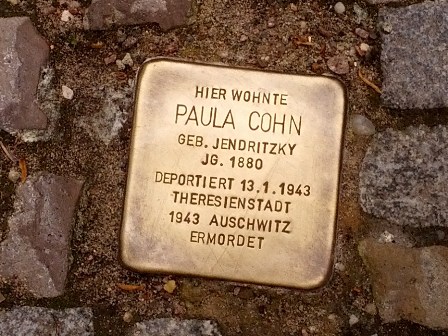 HIER WOHNTE
PAULA COHN
GEB. JENDRITZKY
JG. 1880
DEPORTIERT 13.1.1943
THERESIENSTADT
1943 AUSCHWITZ
ERMORDET